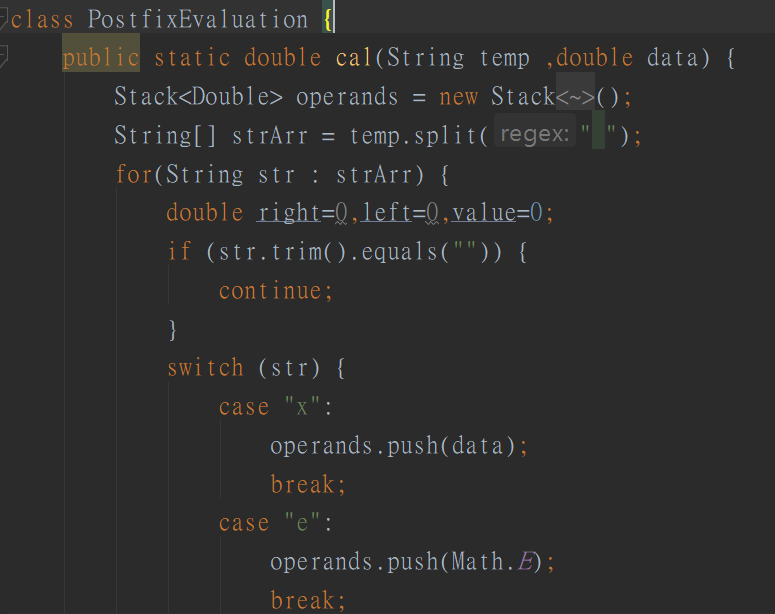 class PostfixEvaluation {
public static double cal(String temp ,double data) {
Stack<Double> operands = new Stack<~>();
String[] strArr = temp.split( regex: " ");
for(String str : strArr) {
double right=0,left=0,value=0;
if (str.trim().equals("")) {
continue;
}
switch (str) {
case "x":
operands.push(data);
break;
case "e":
operands.push(Math.E);
break;